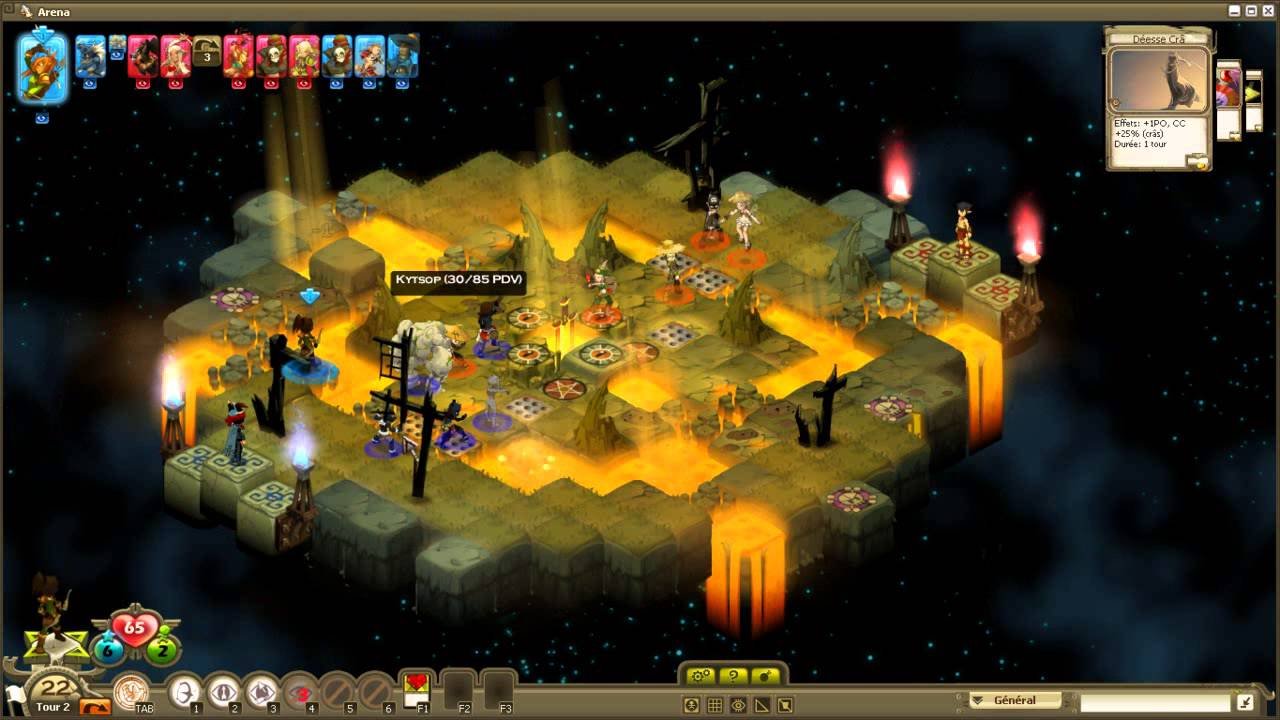 Arena
3
Déesse Crâ
Effets: +1PO, CC
+25% (crâs)
Durée: 1 tour
Kytsop (30/85 PDV)
65
6
2
22
Tour 2
TAB
1
2
3
3
4
5
6
F1
F2
F3
?
Général